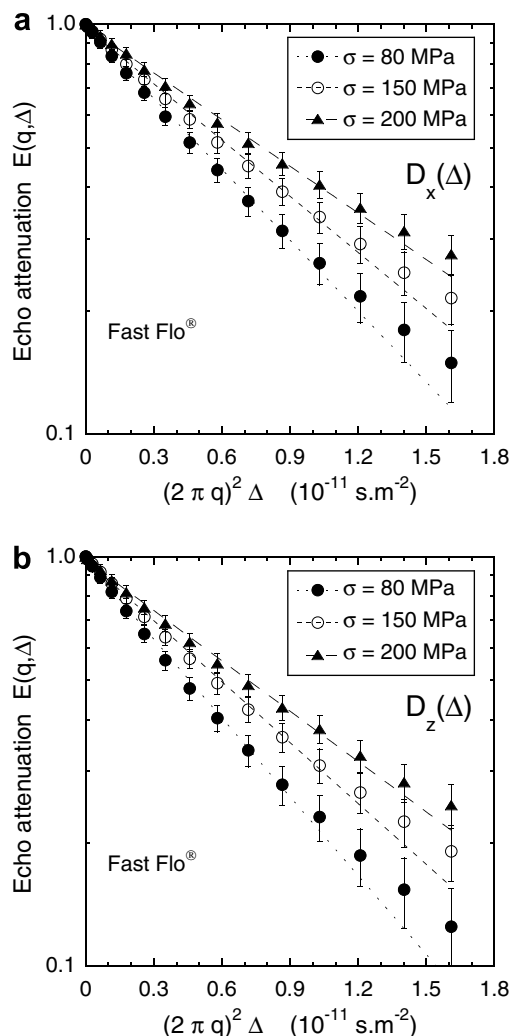 a
1.0
σ = 80 MPa
σ = 150 MPa
σ = 200 MPa
Dx(Δ)
Echo attenuation E(q,Δ)
Fast Flo®
0.1
0 0.3 0.6 0.9 1.2 1.5 1.8
(2 π q)² Δ (10⁻¹¹ s.m⁻²)
b
1.0
σ = 80 MPa
σ = 150 MPa
σ = 200 MPa
Dz(Δ)
Echo attenuation E(q,Δ)
Fast Flo®
0.1
0 0.3 0.6 0.9 1.2 1.5 1.8
(2 π q)² Δ (10⁻¹¹ s.m⁻²)